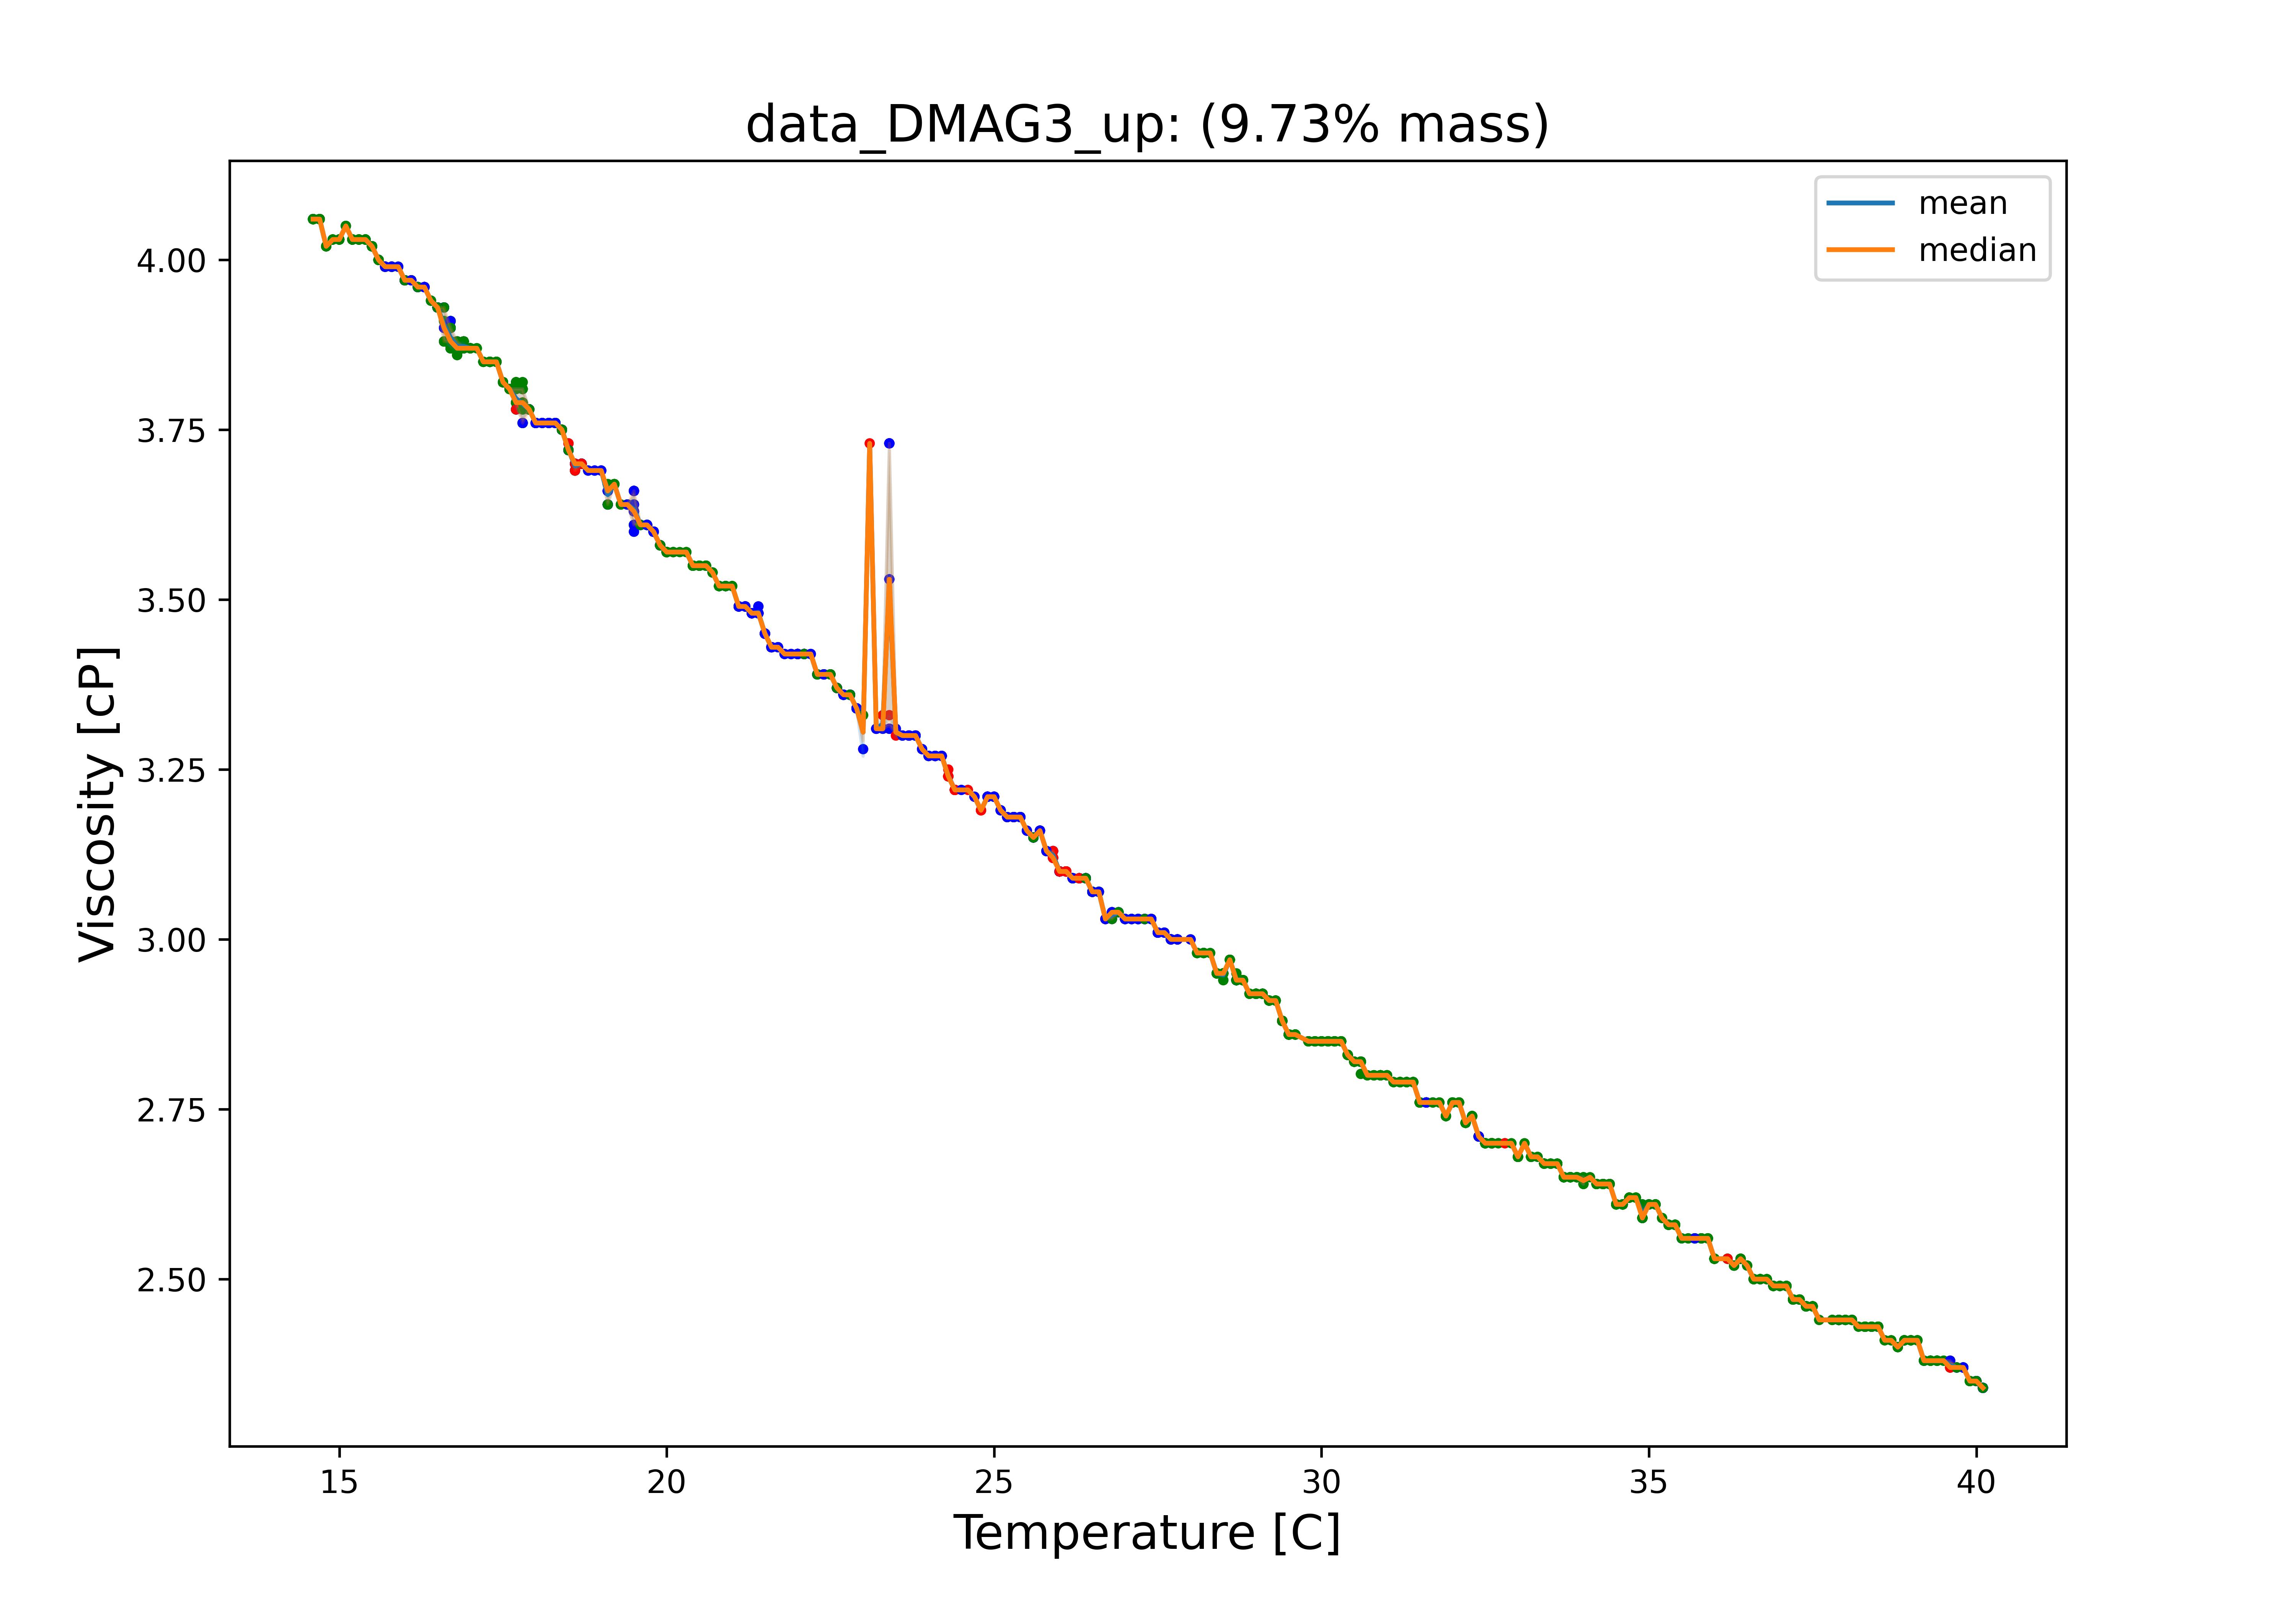 data_DMAG3_up: (9.73% mass)
mean
median
Viscosity [cP]
4.00
3.75
3.50
3.25
3.00
2.75
2.50
15 20 25 30 35 40
Temperature [C]